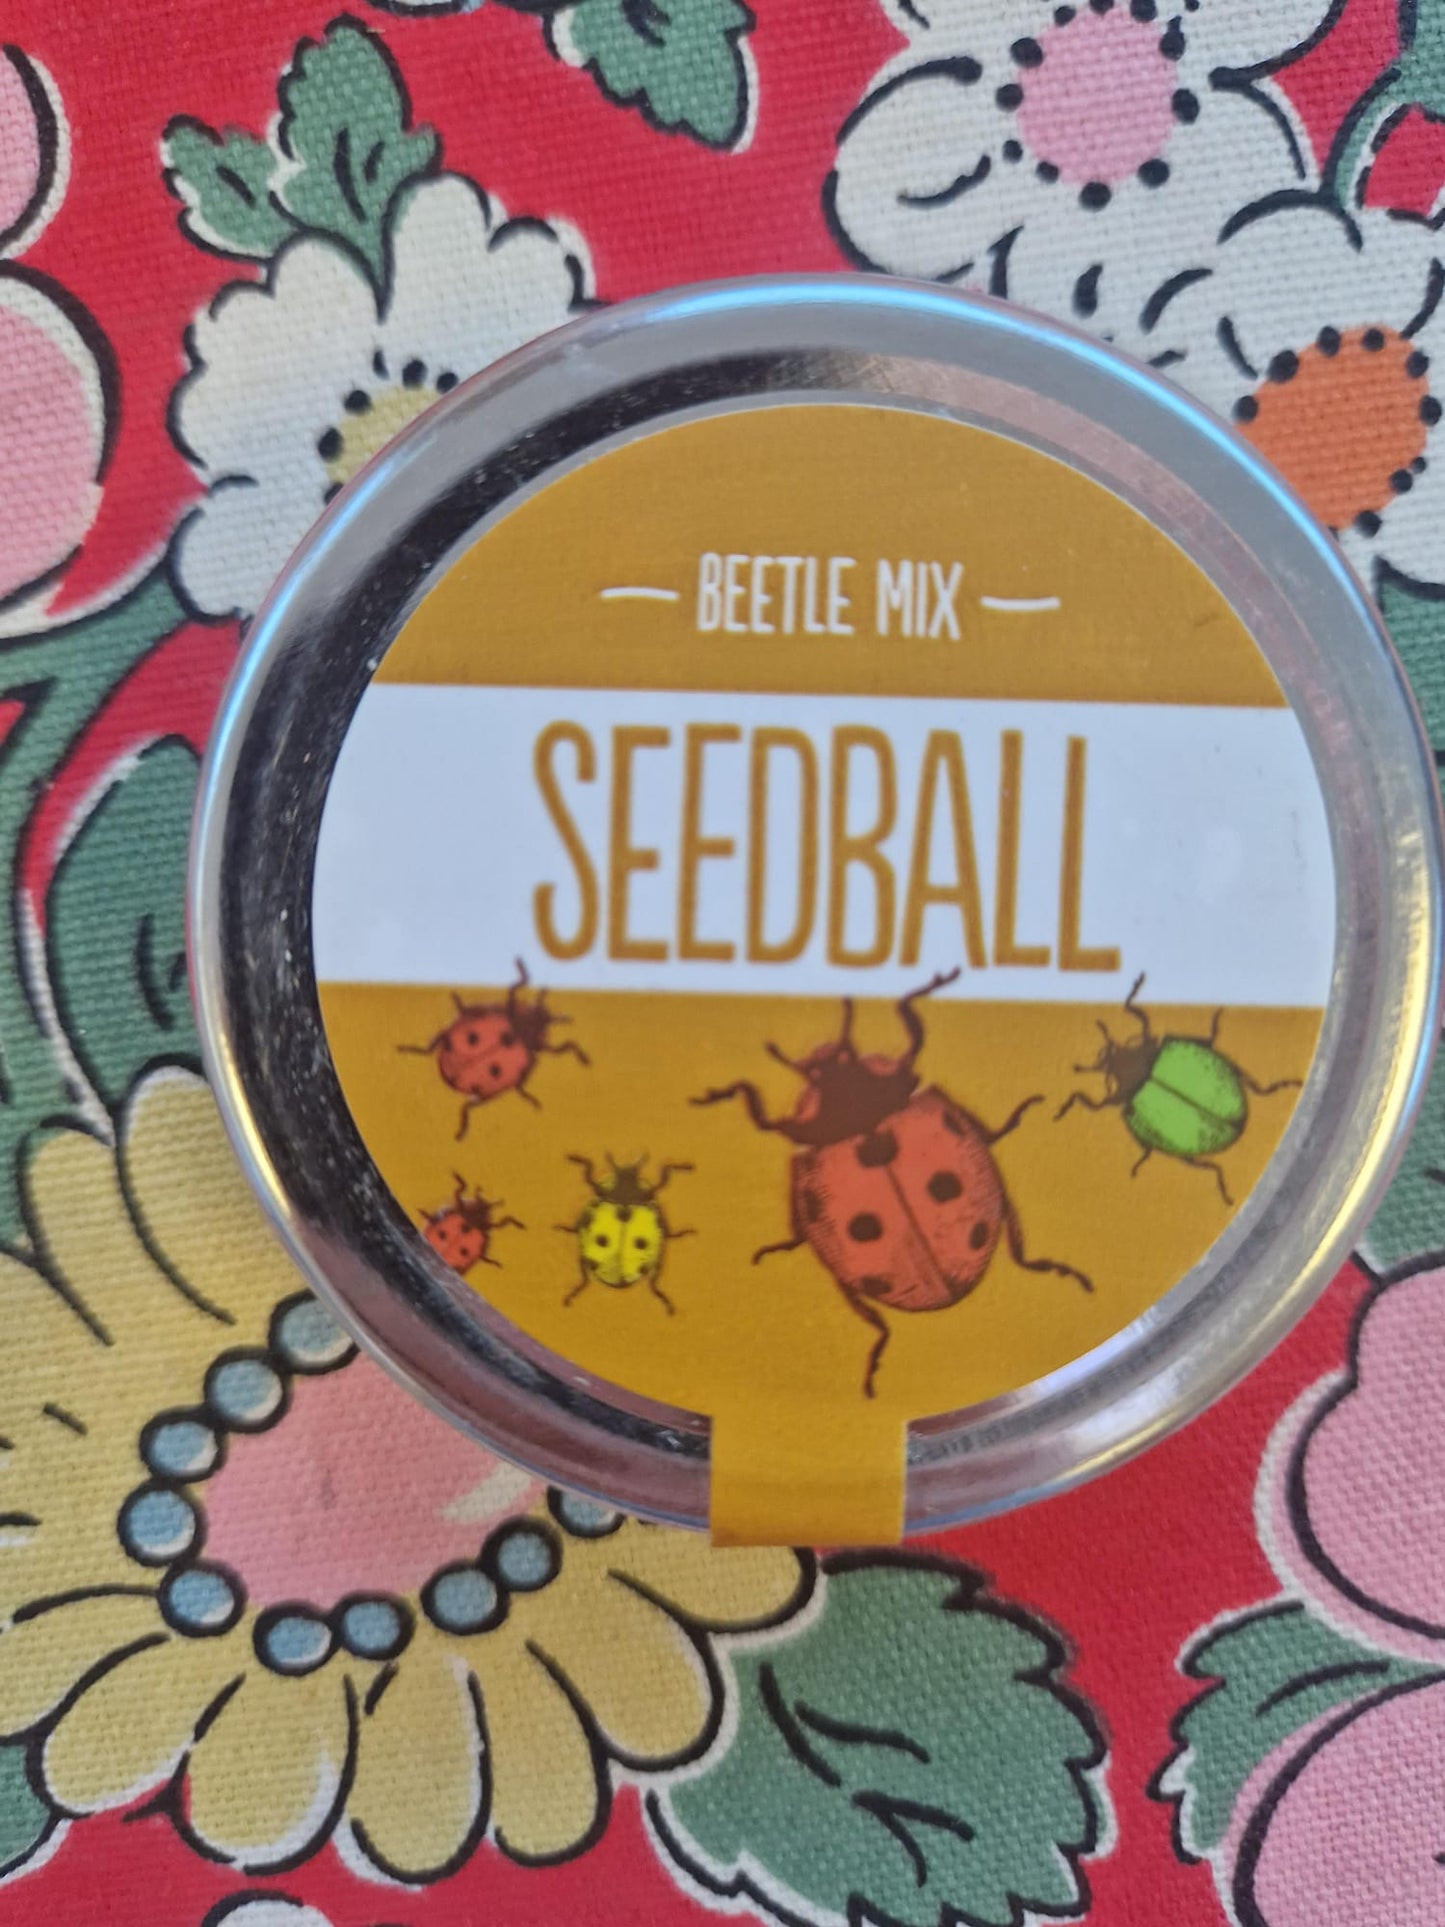 — BEETLE MIX —
SEEDBALL